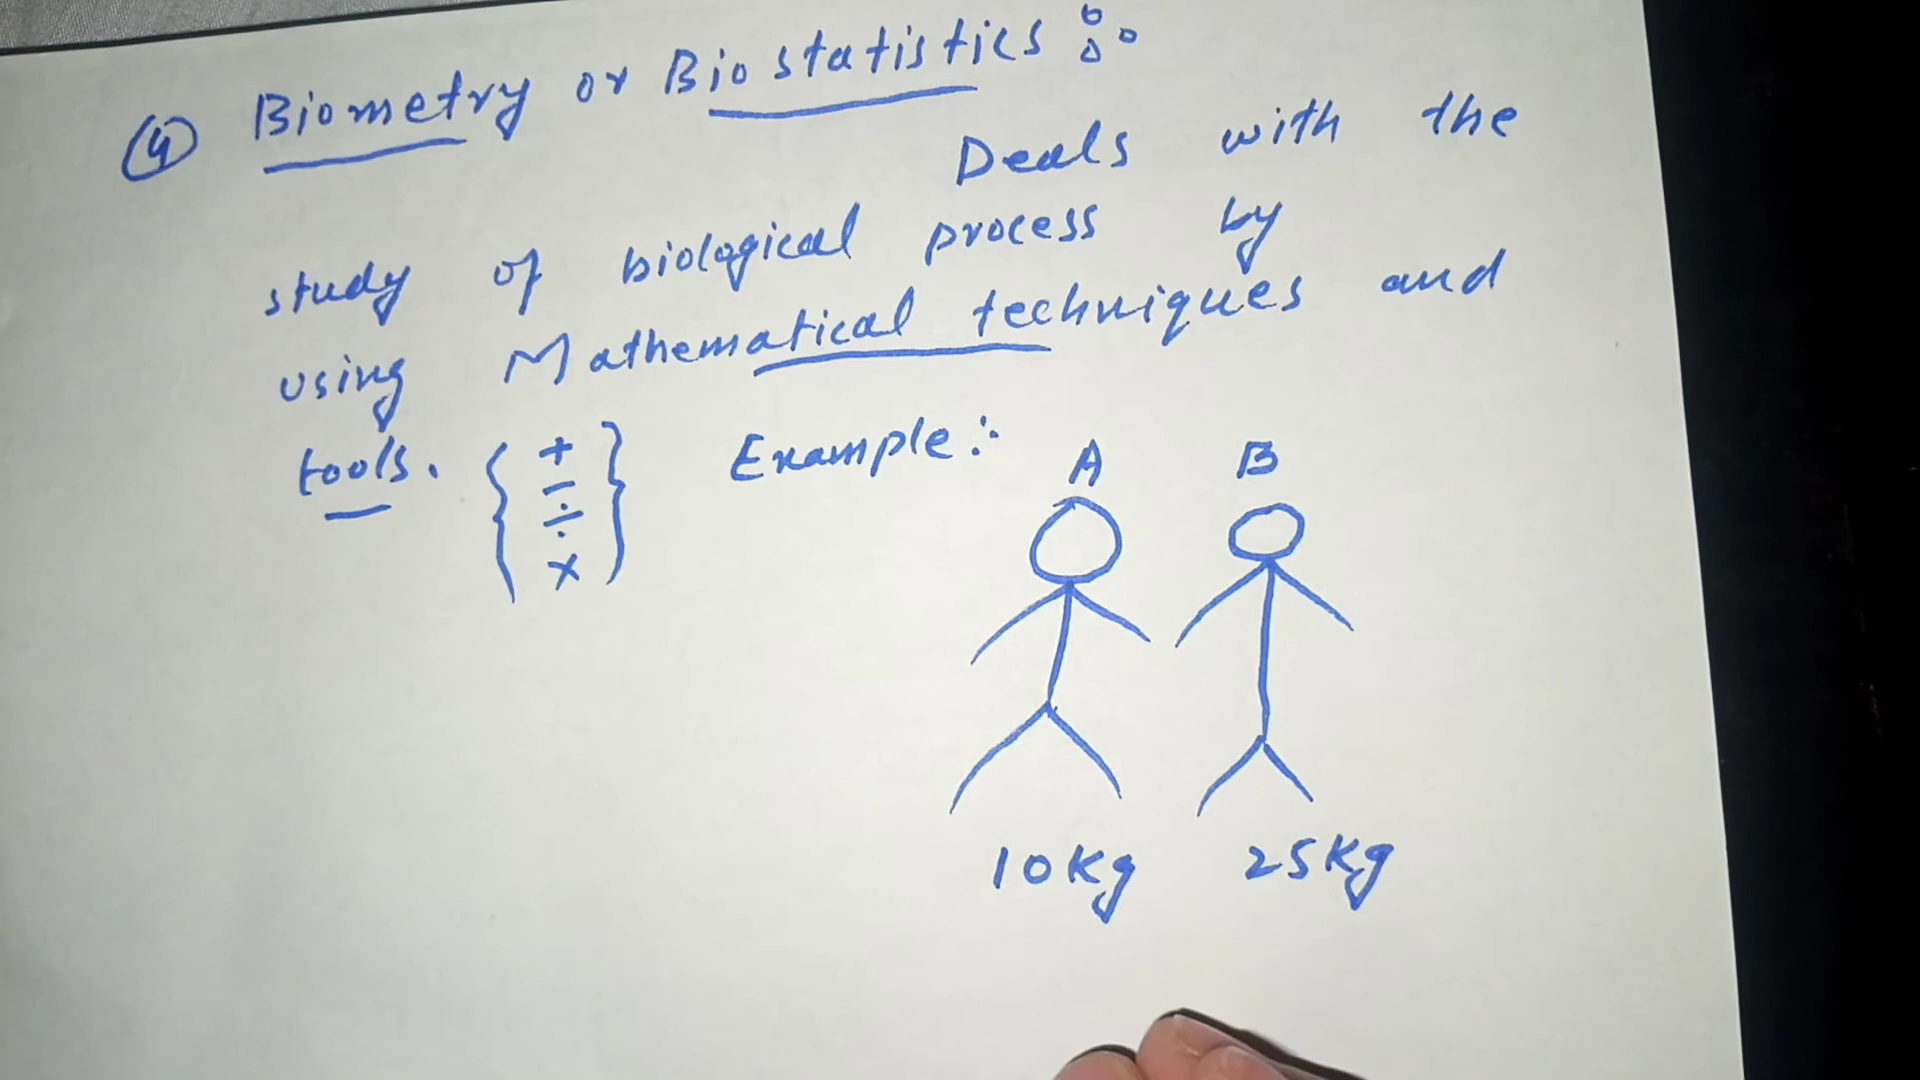 (4) Biometry or Biostatistics :
Deals with the
study of biological process by
using Mathematical techniques and
tools. { + - ÷ × } Example :
A B
10kg 25kg